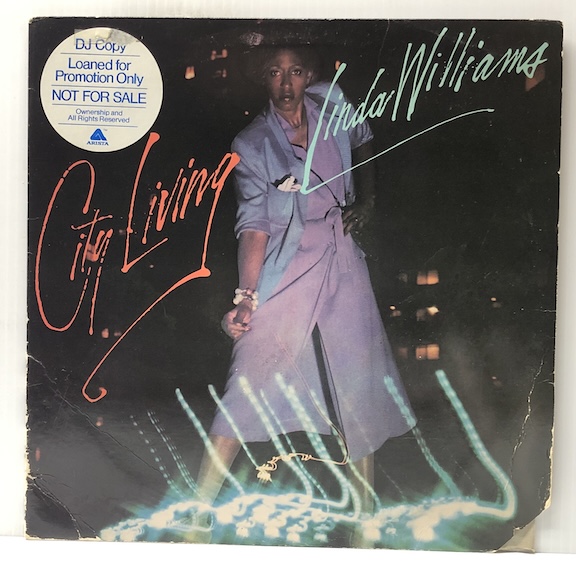 DJ Copy
Loaned for
Promotion Only
NOT FOR SALE
Ownership and
All Rights Reserved
ARISTA
Linda Williams
City Living